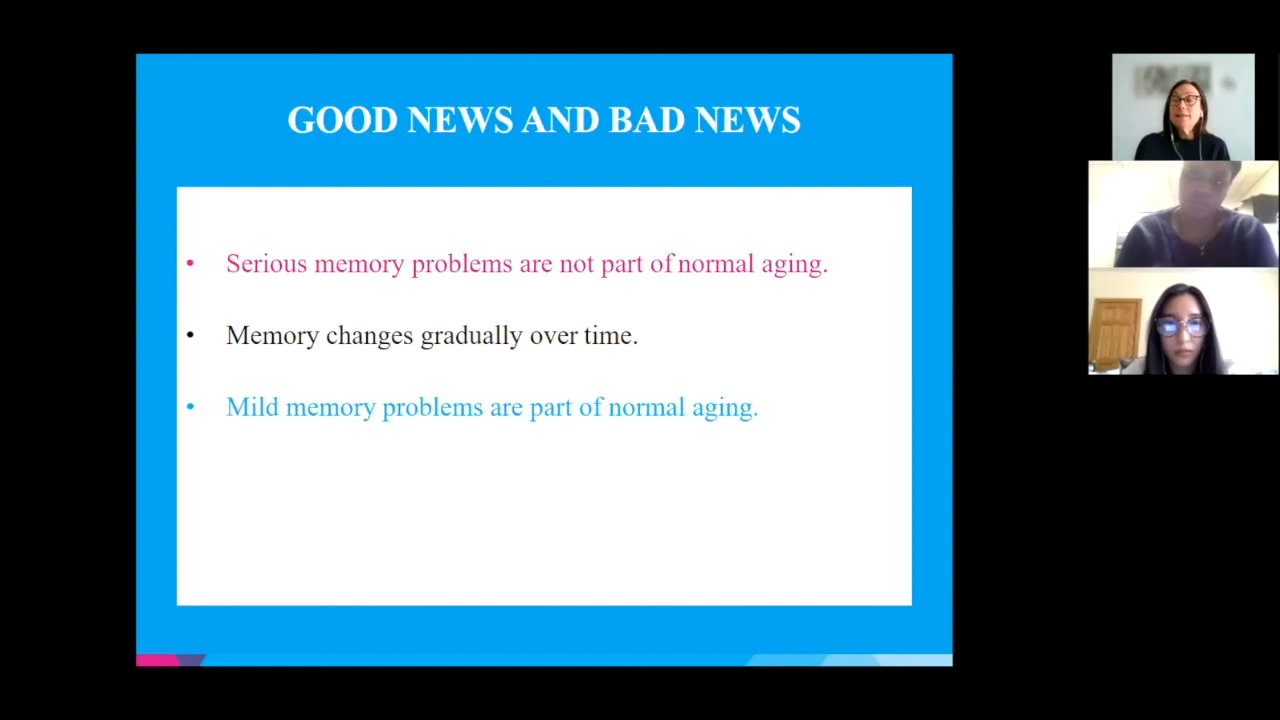 GOOD NEWS AND BAD NEWS
• Serious memory problems are not part of normal aging.
• Memory changes gradually over time.
• Mild memory problems are part of normal aging.